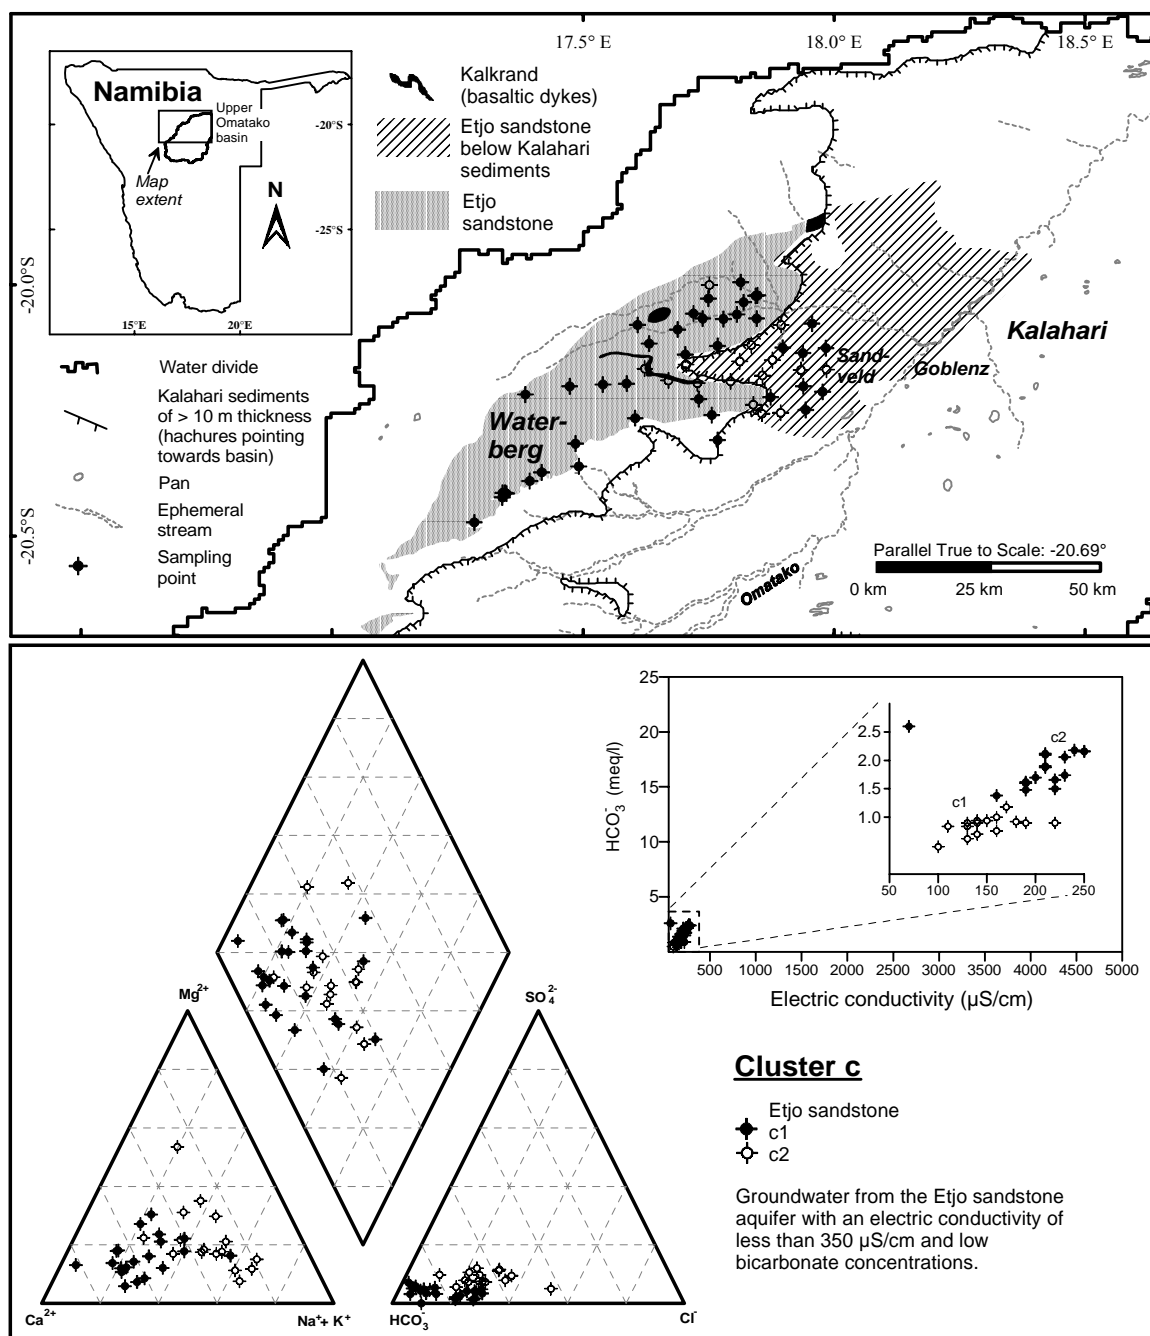 17.5° E
18.0° E
18.5° E
-20.0°S
-20.5°S
Namibia
Upper
Omatako
basin
Map
extent
N
-20°S
-25°S
15°E
20°E
Kalkrand
(basaltic dykes)
Etjo sandstone
below Kalahari
sediments
Etjo
sandstone
Water divide
Kalahari sediments
of > 10 m thickness
(hachures pointing
towards basin)
Pan
Ephemeral
stream
Sampling
point
Water-
berg
Sand-
veld
Goblenz
Kalahari
Omatako
Parallel True to Scale: -20.69°
0 km
25 km
50 km
Mg²⁺
SO₄²⁻
Ca²⁺
Na⁺+ K⁺
HCO₃⁻
Cl⁻
HCO₃⁻ (meq/l)
25
20
15
10
5
500 1000 1500 2000 2500 3000 3500 4000 4500 5000
Electric conductivity (µS/cm)
2.5
2.0
1.5
1.0
50 100 150 200 250
c1
c2
Cluster c
Etjo sandstone
c1
c2
Groundwater from the Etjo sandstone
aquifer with an electric conductivity of
less than 350 µS/cm and low
bicarbonate concentrations.